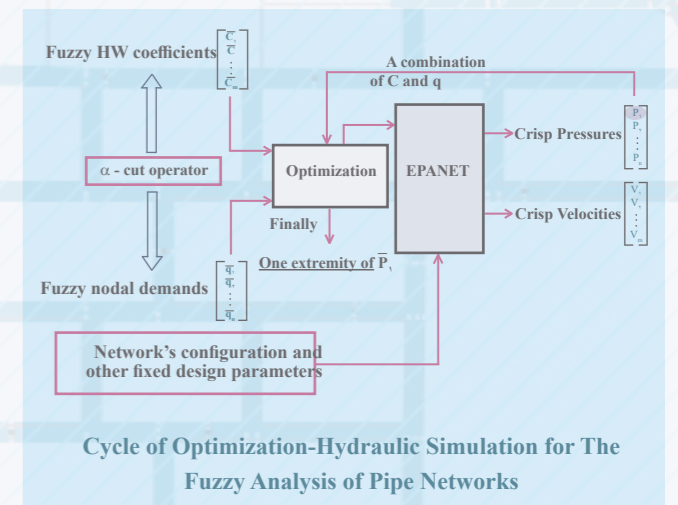 Fuzzy HW coefficients
A combination
of C and q
Crisp Pressures
α - cut operator
Optimization
EPANET
Crisp Velocities
Finally
One extremity of P̅
Fuzzy nodal demands
Network's configuration and
other fixed design parameters
Cycle of Optimization-Hydraulic Simulation for The
Fuzzy Analysis of Pipe Networks